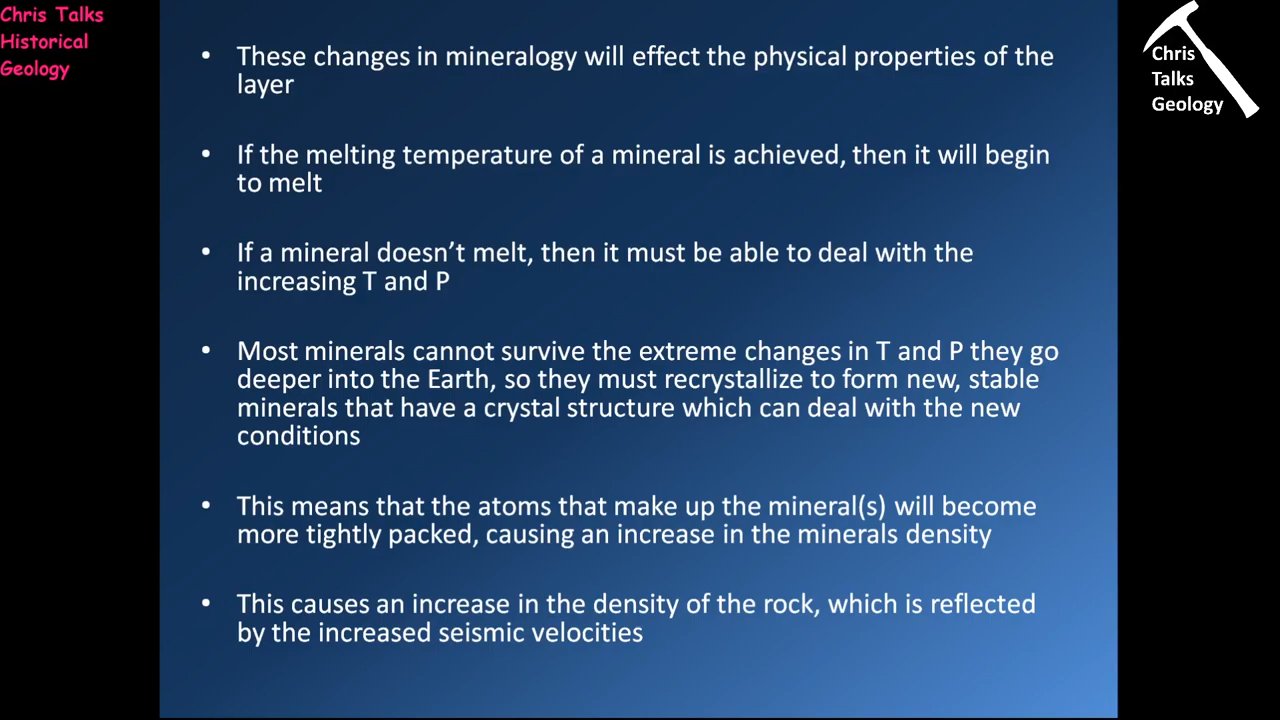 Chris Talks
Historical
Geology
Chris
Talks
Geology
• These changes in mineralogy will effect the physical properties of the
layer
• If the melting temperature of a mineral is achieved, then it will begin
to melt
• If a mineral doesn't melt, then it must be able to deal with the
increasing T and P
• Most minerals cannot survive the extreme changes in T and P they go
deeper into the Earth, so they must recrystallize to form new, stable
minerals that have a crystal structure which can deal with the new
conditions
• This means that the atoms that make up the mineral(s) will become
more tightly packed, causing an increase in the minerals density
• This causes an increase in the density of the rock, which is reflected
by the increased seismic velocities